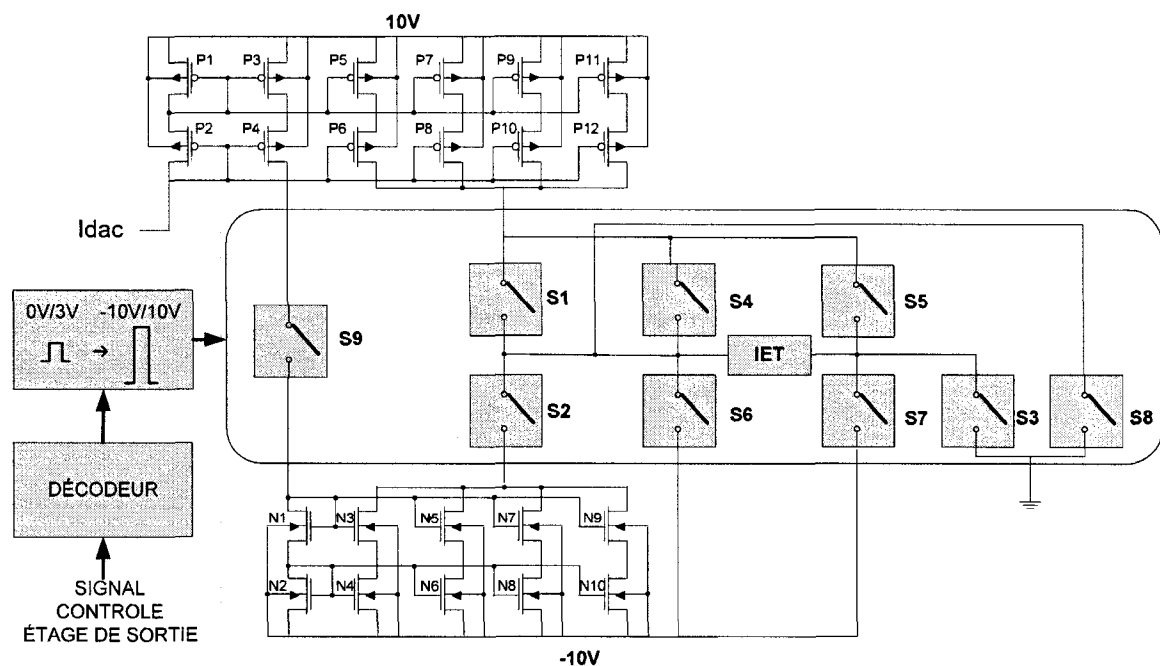 10V
P1
P3
P5
P7
P9
P11
P2
P4
P6
P8
P10
P12
Idac
0V/3V
-10V/10V
S9
S1
S4
S5
IET
S2
S6
S7
S3
S8
DÉCODEUR
SIGNAL
CONTROLE
ÉTAGE DE SORTIE
N1
N3
N5
N7
N9
N2
N4
N6
N8
N10
-10V